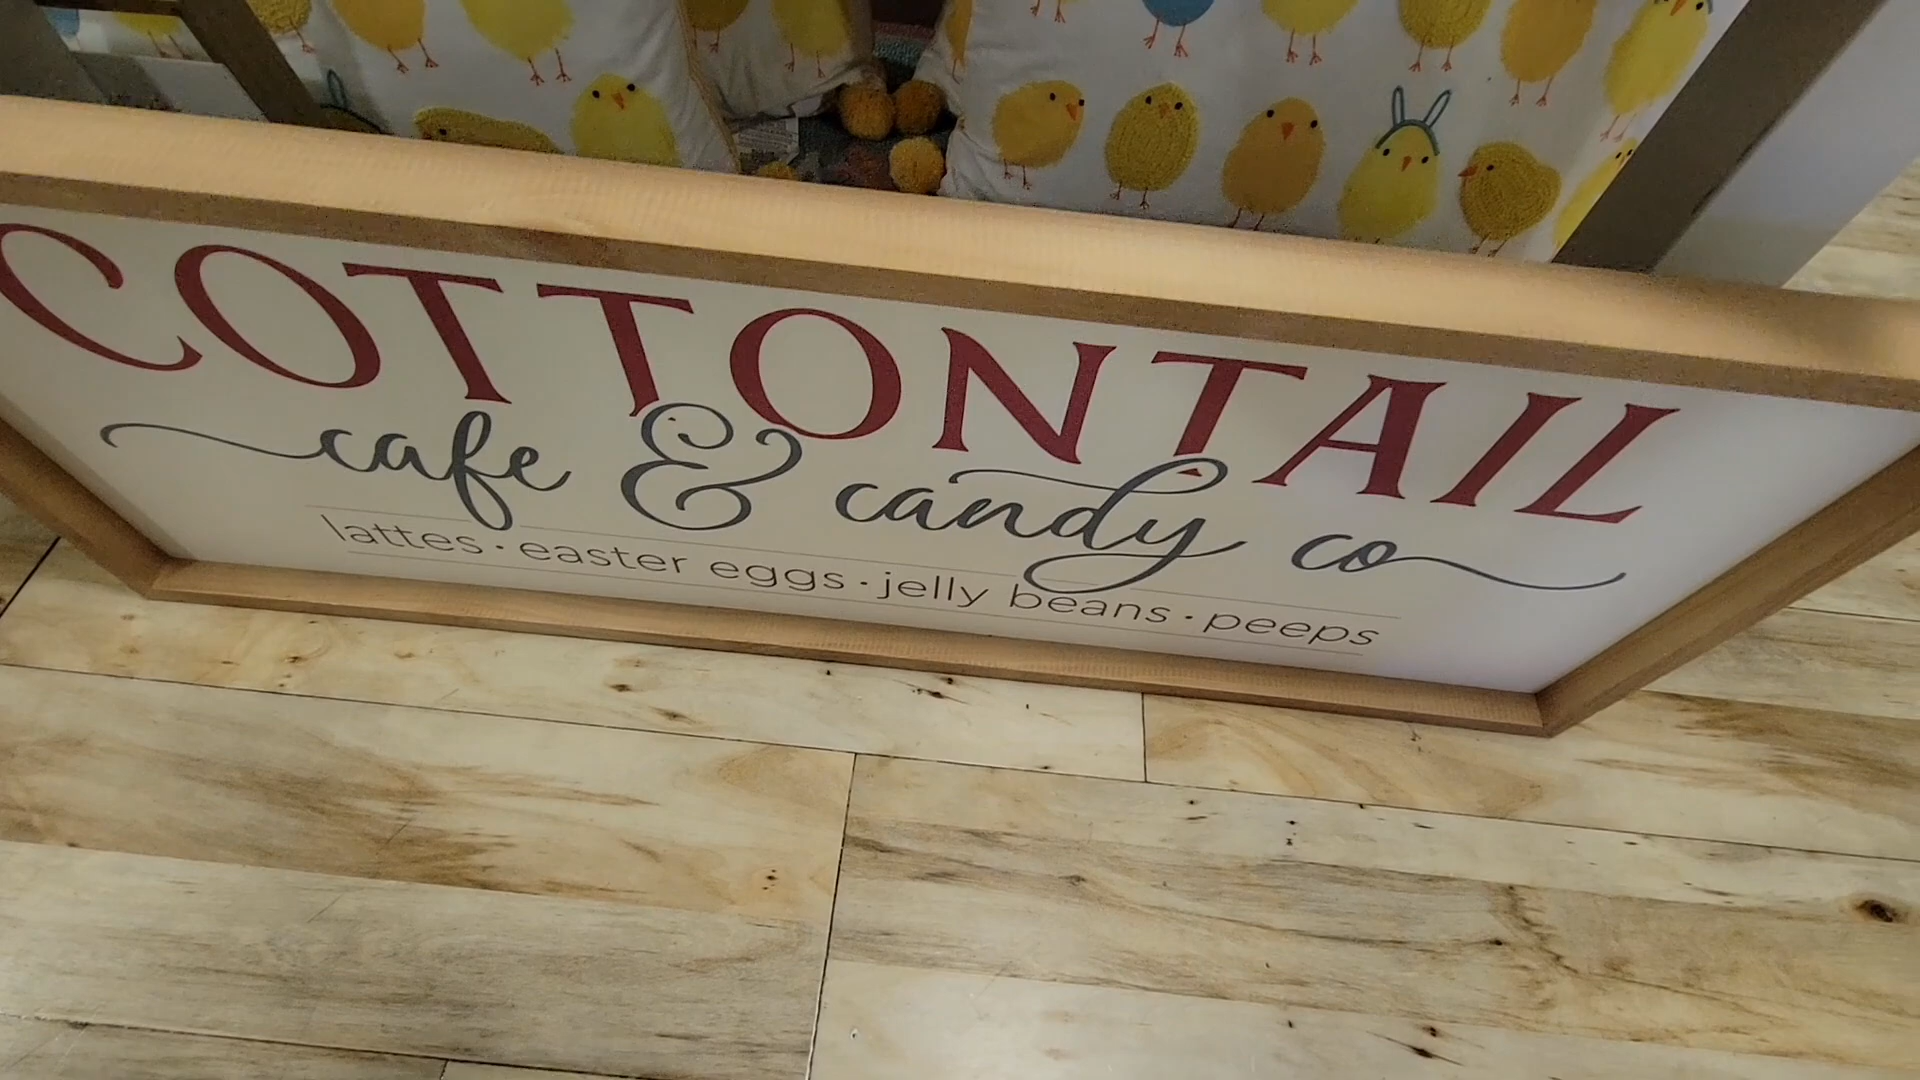 COTTONTAIL
cafe & candy co
lattes · easter eggs · jelly beans · peeps